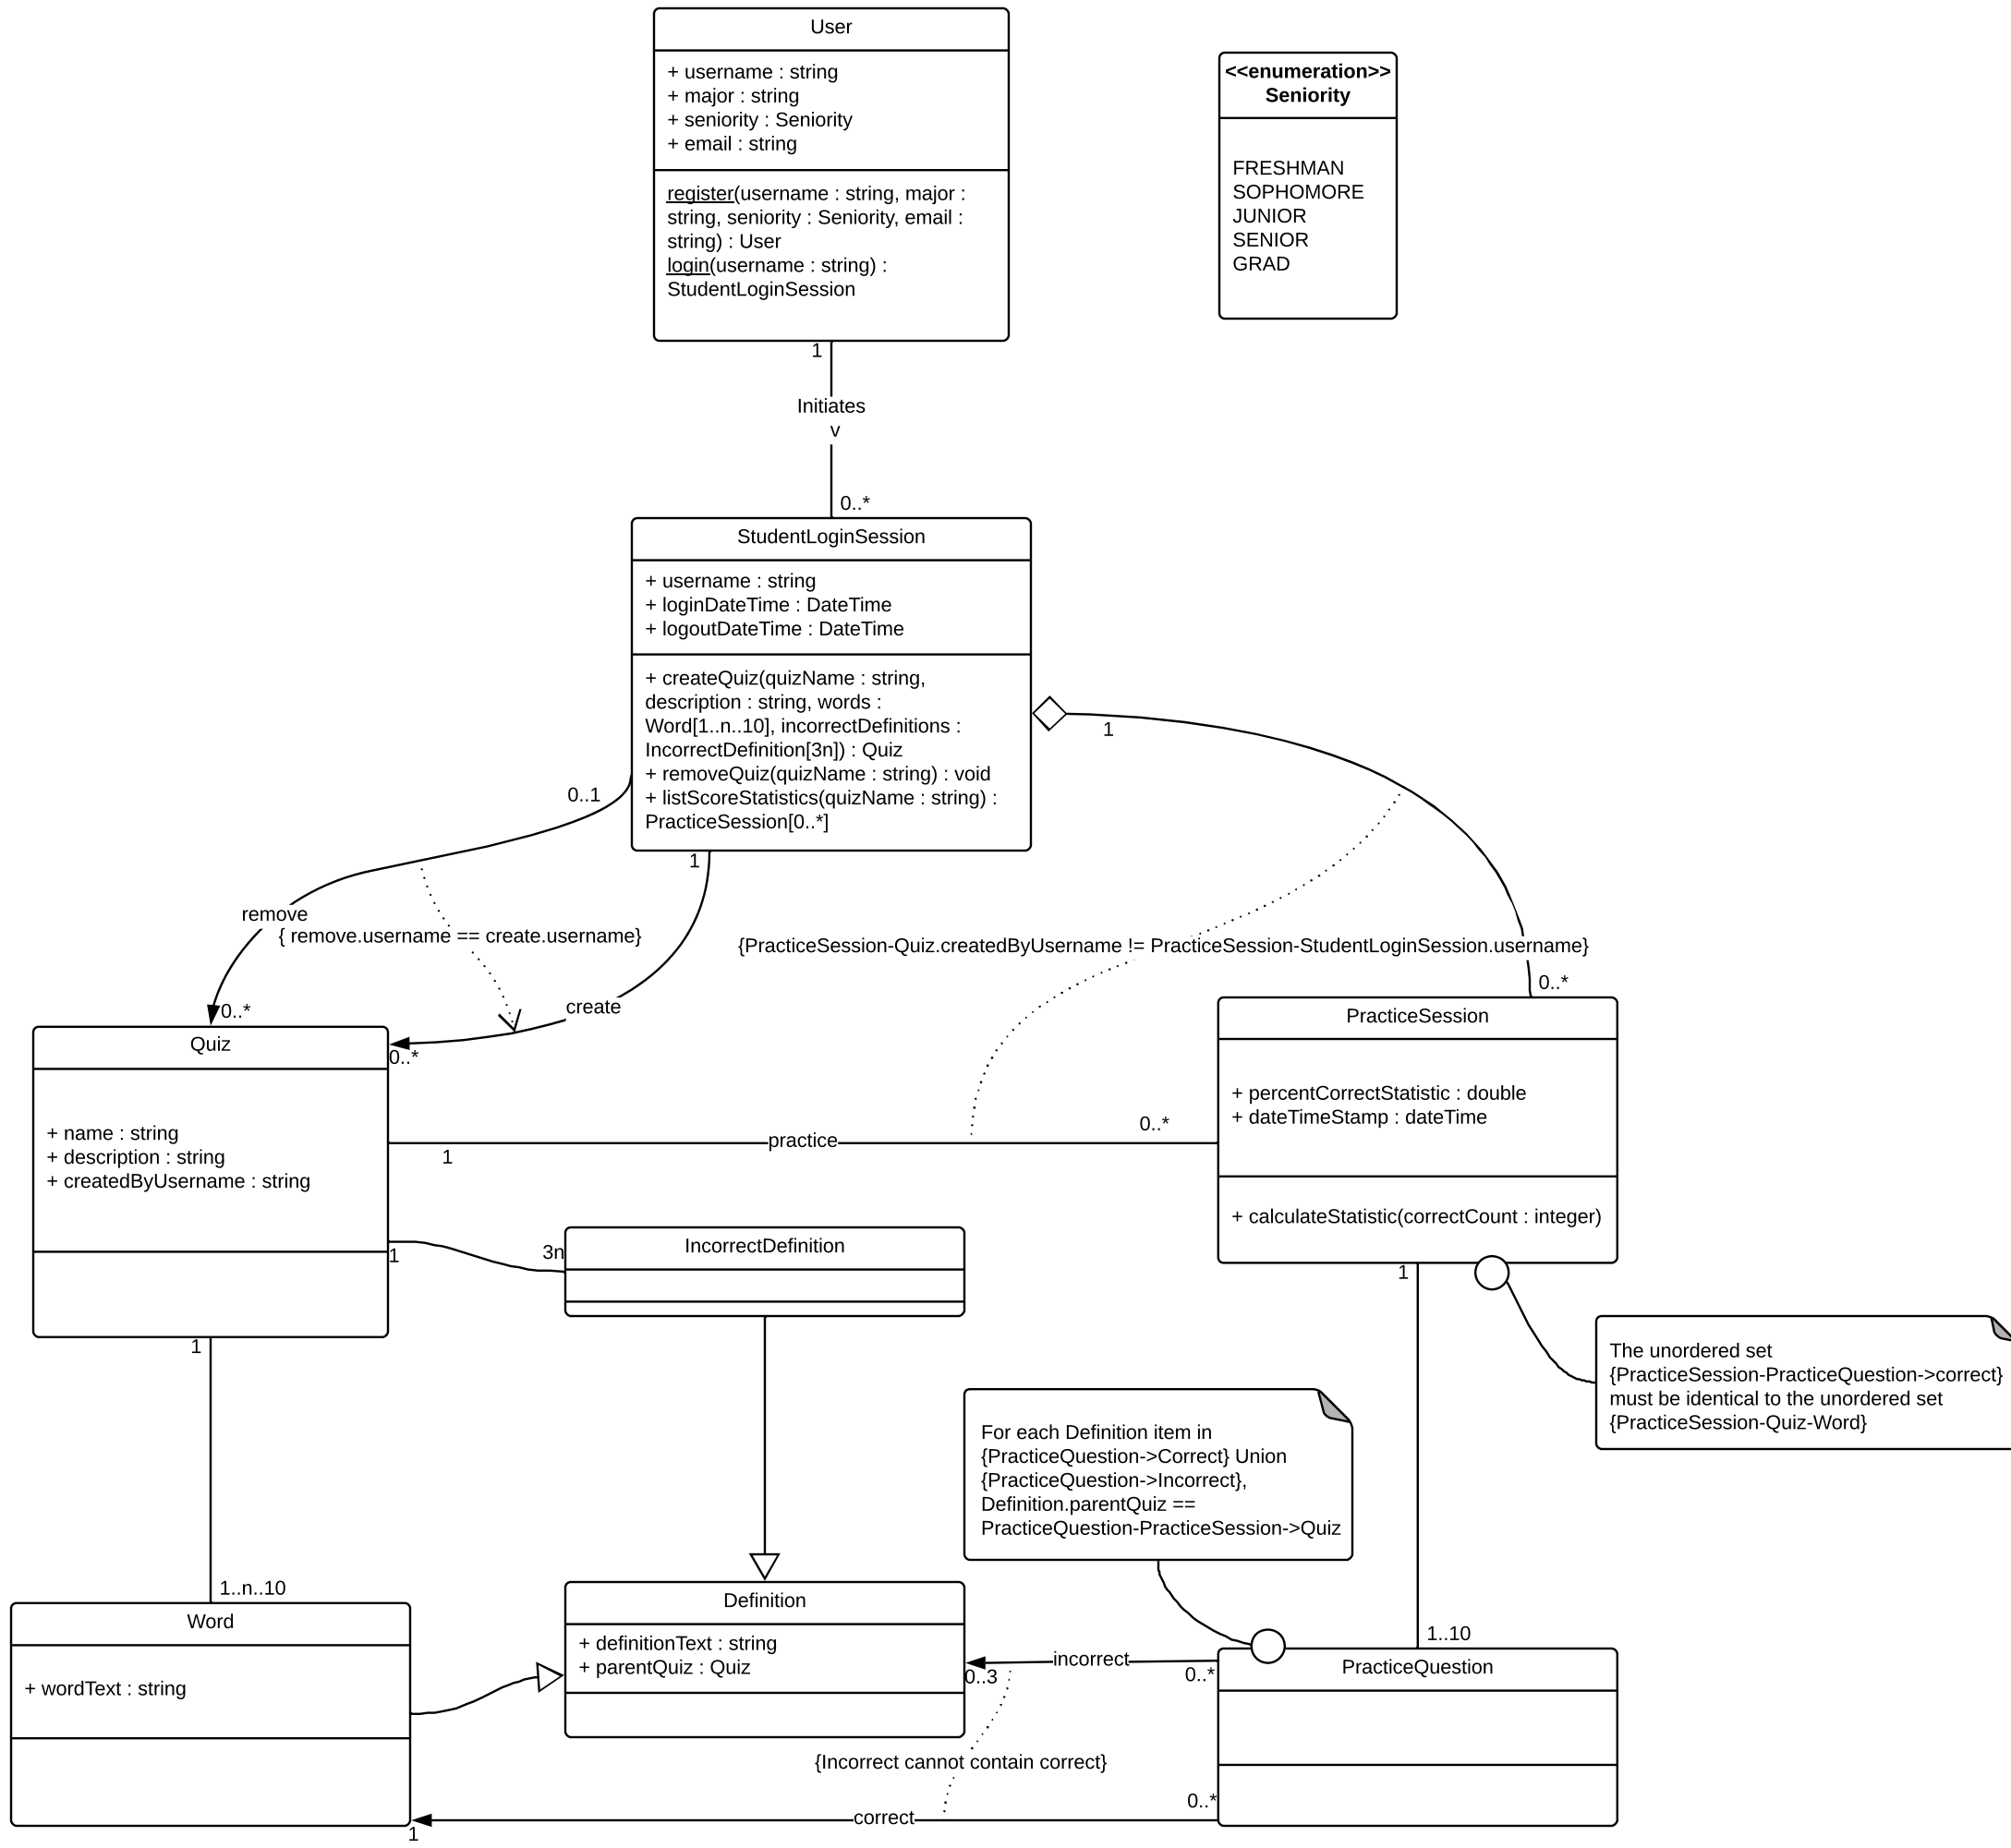 User
+ username : string
+ major : string
+ seniority : Seniority
+ email : string
register(username : string, major :
string, seniority : Seniority, email :
string) : User
login(username : string) :
StudentLoginSession
<<enumeration>>
Seniority
FRESHMAN
SOPHOMORE
JUNIOR
SENIOR
GRAD
1
Initiates
v
0..*
StudentLoginSession
+ username : string
+ loginDateTime : DateTime
+ logoutDateTime : DateTime
+ createQuiz(quizName : string,
description : string, words :
Word[1..n..10], incorrectDefinitions :
IncorrectDefinition[3n]) : Quiz
+ removeQuiz(quizName : string) : void
+ listScoreStatistics(quizName : string) :
PracticeSession[0..*]
1
0..1
1
remove
{ remove.username == create.username}
{PracticeSession-Quiz.createdByUsername != PracticeSession-StudentLoginSession.username}
0..*
create
0..*
0..*
Quiz
+ name : string
+ description : string
+ createdByUsername : string
PracticeSession
+ percentCorrectStatistic : double
+ dateTimeStamp : dateTime
+ calculateStatistic(correctCount : integer)
1
practice
0..*
1
3n
IncorrectDefinition
1
1
The unordered set
{PracticeSession-PracticeQuestion->correct}
must be identical to the unordered set
{PracticeSession-Quiz-Word}
For each Definition item in
{PracticeQuestion->Correct} Union
{PracticeQuestion->Incorrect},
Definition.parentQuiz ==
PracticeQuestion-PracticeSession->Quiz
1..n..10
Word
+ wordText : string
Definition
+ definitionText : string
+ parentQuiz : Quiz
1..10
PracticeQuestion
incorrect
0..3
0..*
{Incorrect cannot contain correct}
0..*
correct
1